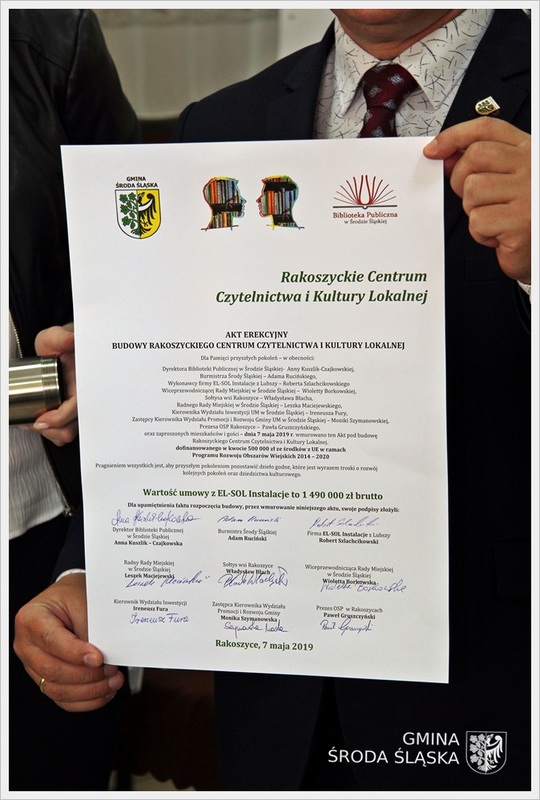 GMINA
ŚRODA ŚLĄSKA
Biblioteka Publiczna
w Środzie Śląskiej
Rakoszyckie Centrum
Czytelnictwa i Kultury Lokalnej
AKT EREKCYJNY
BUDOWY RAKOSZYCKIEGO CENTRUM CZYTELNICTWA I KULTURY LOKALNEJ
Dla Pamięci przyszłych pokoleń – w obecności:
Dyrektora Biblioteki Publicznej w Środzie Śląskiej- Anny Kuszlik-Czajkowskiej,
Burmistrza Środy Śląskiej – Adama Rucińskiego,
Wykonawcy firmy EL-SOL Instalacje z Lubszy – Roberta Szlachcikowskiego
Wiceprzewodniczącej Rady Miejskiej w Środzie Śląskiej – Wioletty Borkowskiej,
Sołtysa wsi Rakoszyce – Władysława Błacha,
Radnego Rady Miejskiej w Środzie Śląskiej – Leszka Maciejewskiego,
Kierownika Wydziału Inwestycji UM w Środzie Śląskiej – Ireneusza Fury,
Zastępcy Kierownika Wydziału Promocji i Rozwoju Gminy UM w Środzie Śląskiej – Moniki Szymanowskiej,
Prezesa OSP Rakoszyce – Pawła Gruszczyńskiego,
oraz zaproszonych mieszkańców i gości – dnia 7 maja 2019 r. wmurowano ten Akt pod budowę
Rakoszyckiego Centrum Czytelnictwa i Kultury Lokalnej.
dofinansowanego w kwocie 500 000 zł ze środków z UE w ramach
Programu Rozwoju Obszarów Wiejskich 2014 – 2020
Pragnieniem wszystkich jest, aby przyszłym pokoleniom pozostawić dzieło godne, które jest wyrazem troski o rozwój
kolejnych pokoleń oraz dziedzictwa kulturowego.
Wartość umowy z EL-SOL Instalacje to 1 490 000 zł brutto
Dla upamiętnienia faktu rozpoczęcia budowy, przez wmurowanie niniejszego aktu, swoje podpisy złożyli:
Dyrektor Biblioteki Publicznej
w Środzie Śląskiej
Anna Kuszlik – Czajkowska
Burmistrz Środy Śląskiej
Adam Ruciński
Firma EL-SOL Instalacje z Lubszy
Robert Szlachcikowski
Radny Rady Miejskiej
w Środzie Śląskiej
Leszek Maciejewski
Sołtys wsi Rakoszyce
Władysław Błach
Wiceprzewodnicząca Rady Miejskiej
w Środzie Śląskiej
Wioletta Borkowska
Kierownik Wydziału Inwestycji
Ireneusz Fura
Ireneusz Fura
Zastępca Kierownika Wydziału
Promocji i Rozwoju Gminy
Monika Szymanowska
Prezes OSP w Rakoszycach
Paweł Gruszczyński
Rakoszyce, 7 maja 2019
GMINA
ŚRODA ŚLĄSKA